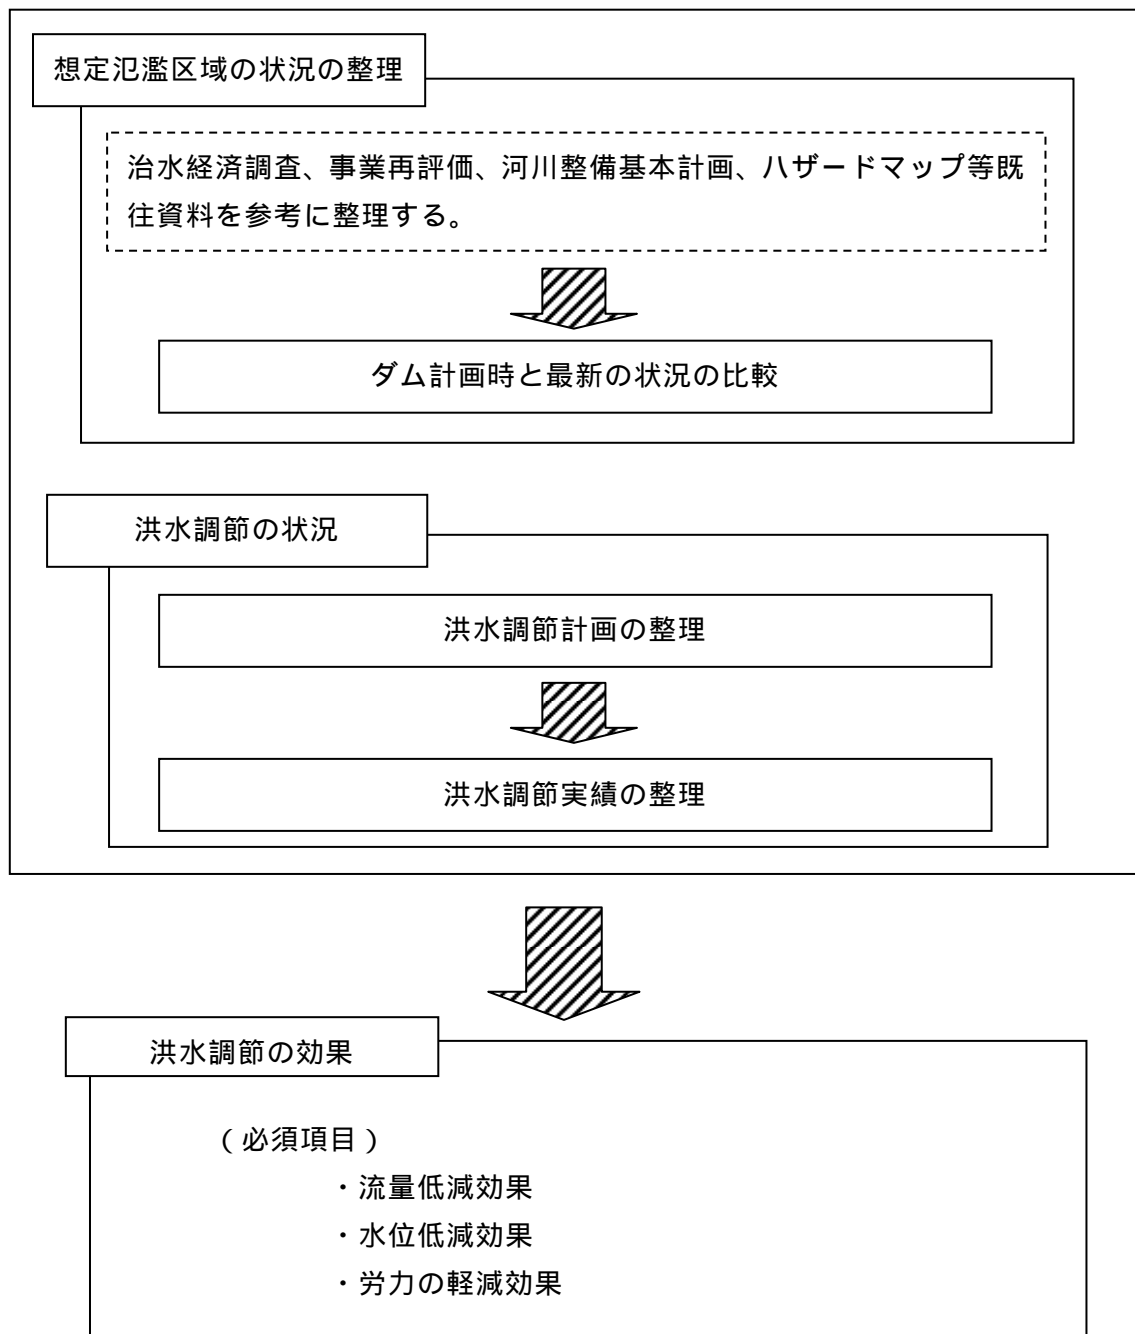 想定氾濫区域の状況の整理
治水経済調査、事業再評価、河川整備基本計画、ハザードマップ等既
往資料を参考に整理する。
ダム計画時と最新の状況の比較
洪水調節の状況
洪水調節計画の整理
洪水調節実績の整理
洪水調節の効果
（必須項目）
・流量低減効果
・水位低減効果
・労力の軽減効果